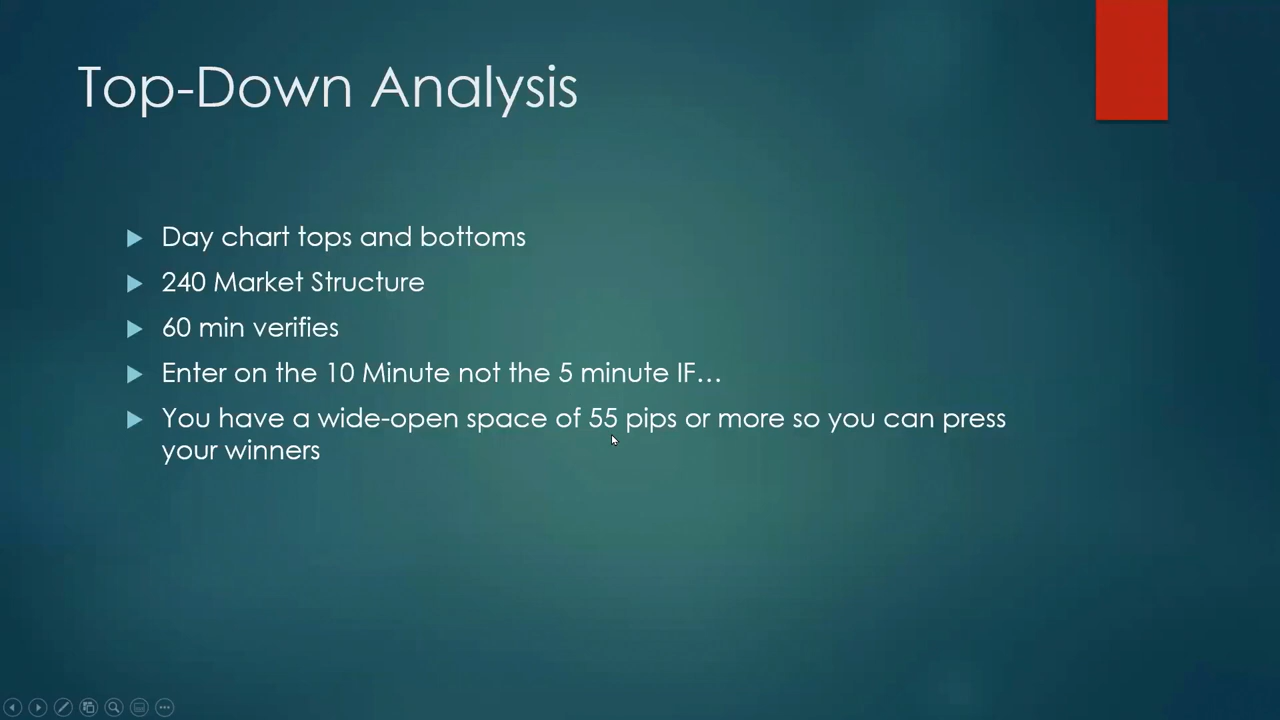 Top-Down Analysis
Day chart tops and bottoms
240 Market Structure
60 min verifies
Enter on the 10 Minute not the 5 minute IF…
You have a wide-open space of 55 pips or more so you can press
your winners